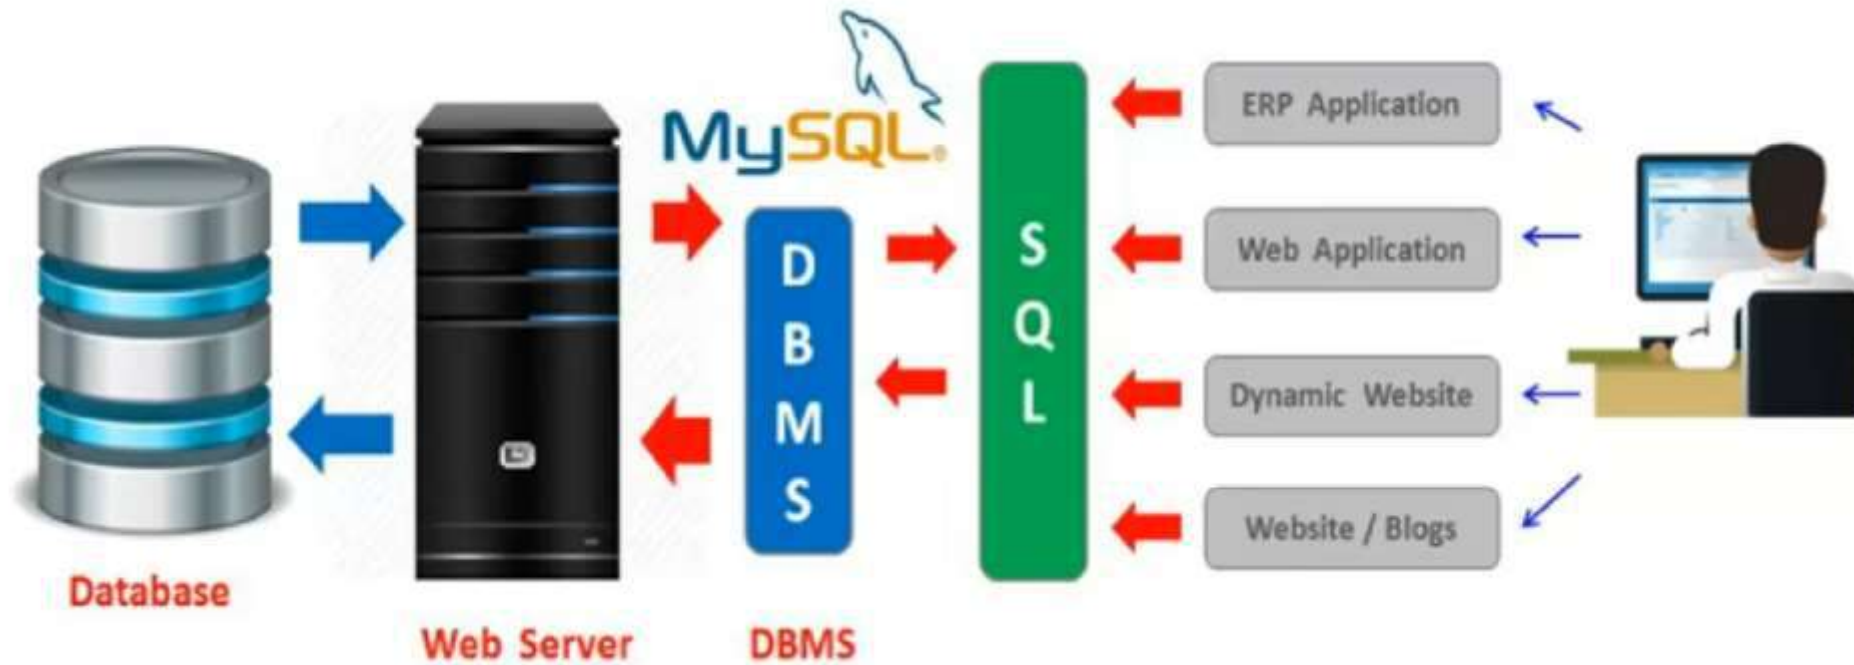 MySQL®
D
B
M
S
S
Q
L
ERP Application
Web Application
Dynamic Website
Website / Blogs
Database
Web Server
DBMS